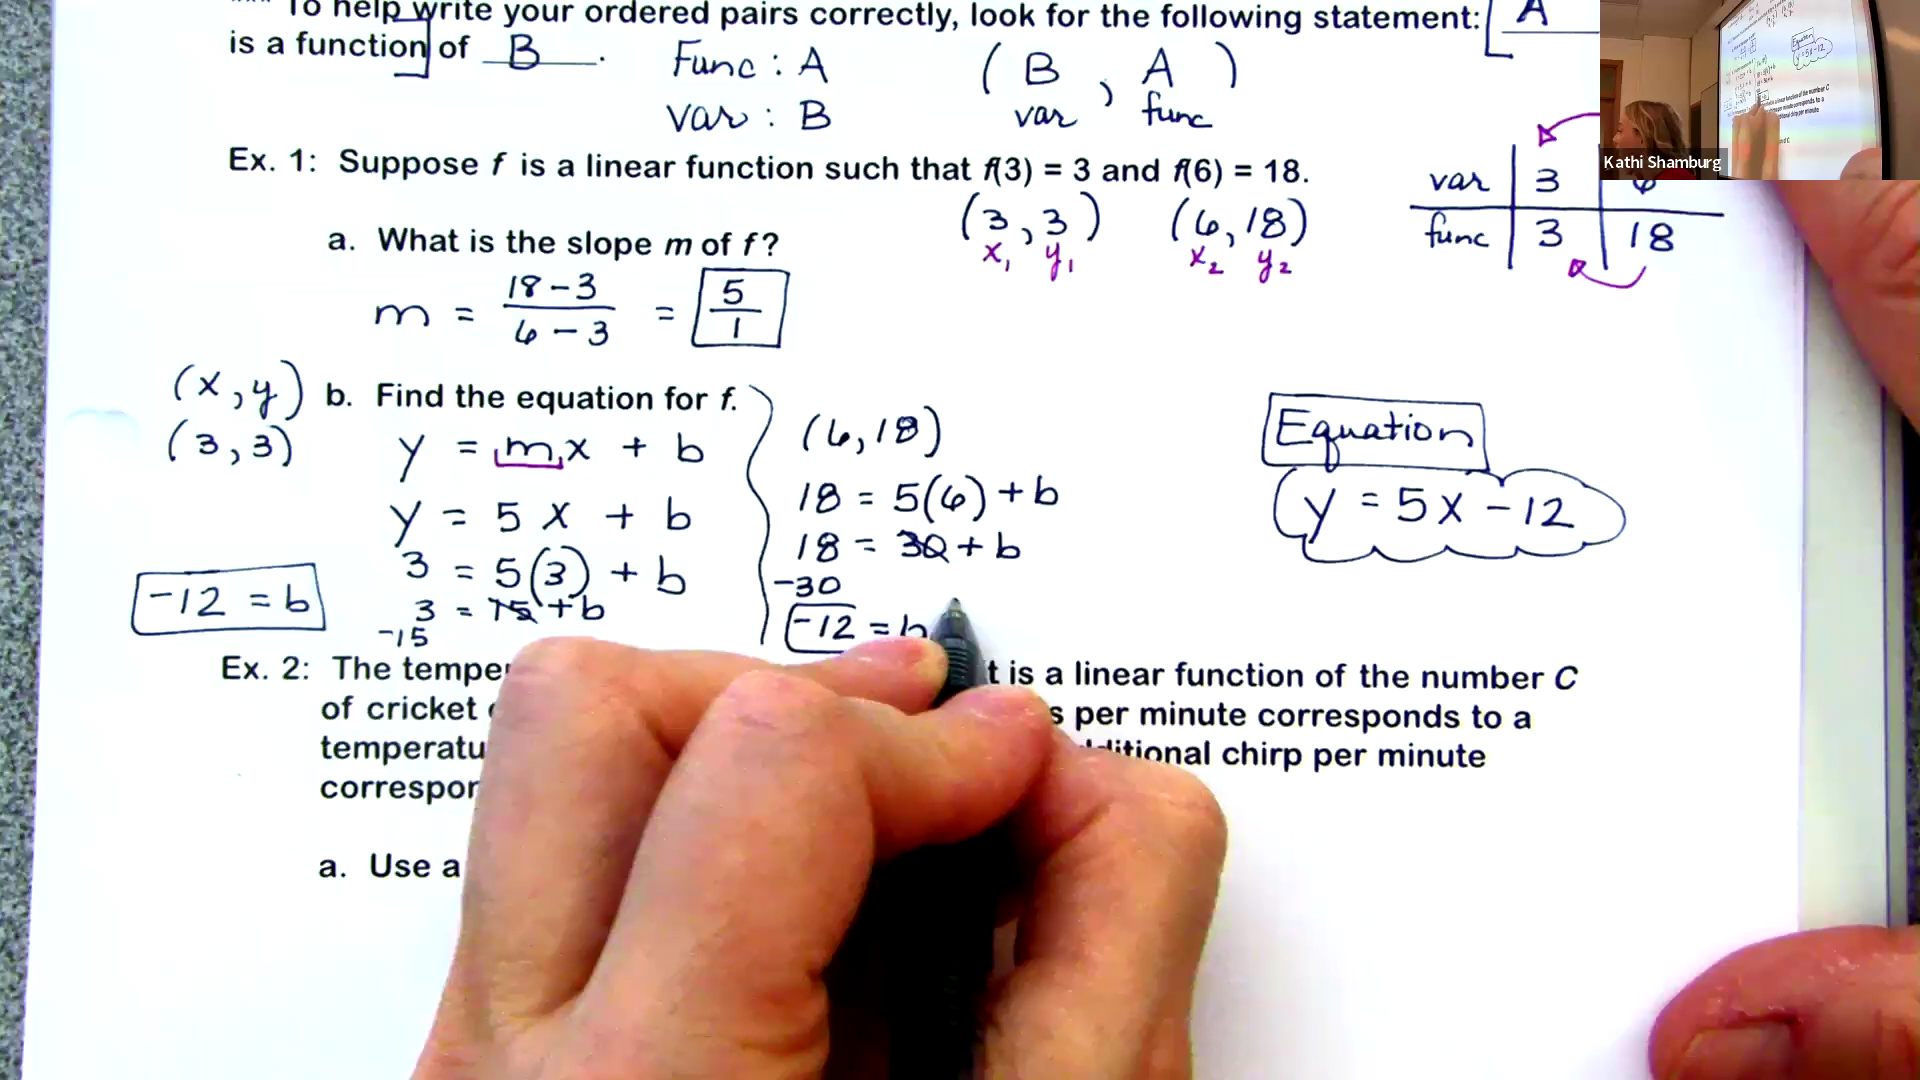 *** To help write your ordered pairs correctly, look for the following statement: A
is a function of B.
Func : A
var : B
( B , A )
var func
Ex. 1: Suppose f is a linear function such that f(3) = 3 and f(6) = 18.
(3, 3) (6, 18)
x₁ y₁ x₂ y₂
var | 3 | 6
func | 3 | 18
a. What is the slope m of f?
m = (18 - 3)/(6 - 3) = 5/1
(x, y)
(3, 3)
b. Find the equation for f.
y = mx + b
y = 5x + b
3 = 5(3) + b
3 = 15 + b
-15
-12 = b
(6, 18)
18 = 5(6) + b
18 = 30 + b
-30
-12 = b
Equation
y = 5x - 12
Ex. 2: The t is a linear function of the number C
of cricket per minute corresponds to a
chirp per minute
a. Use a
Kathi Shamburg
Equation
y = 5x - 12